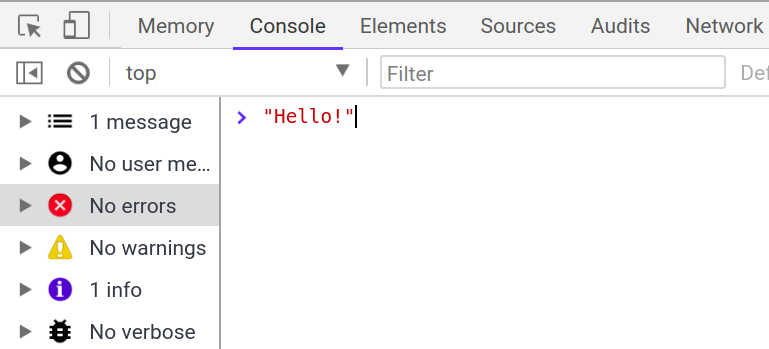 Memory Console Elements Sources Audits Network
top Filter Def
1 message
"Hello!"
No user me…
No errors
No warnings
1 info
No verbose